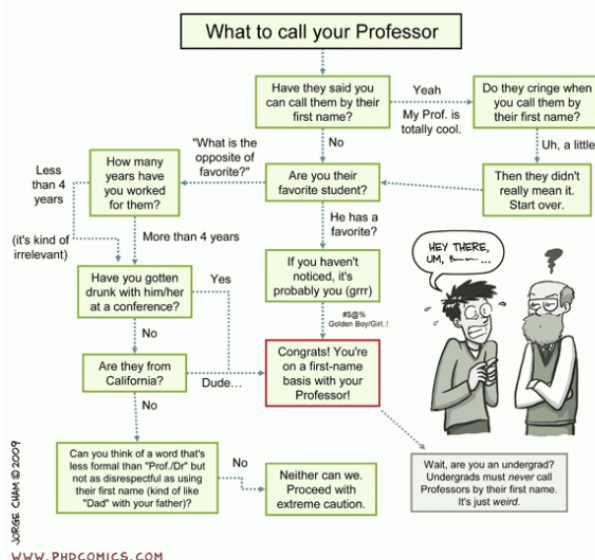 What to call your Professor
Have they said you
can call them by their
first name?
Yeah
My Prof. is
totally cool.
Do they cringe when
you call them by
their first name?
Uh, a little
Then they didn't
really mean it.
Start over.
No
Are you their
favorite student?
"What is the
opposite of
favorite?"
How many
years have
you worked
for them?
Less
than 4
years
(it's kind of
irrelevant)
More than 4 years
He has a
favorite?
If you haven't
noticed, it's
probably you (grrr)
#$@%
Golden Boy/Girl..!
Have you gotten
drunk with him/her
at a conference?
Yes
No
Are they from
California?
Dude...
Congrats! You're
on a first-name
basis with your
Professor!
No
Can you think of a word that's
less formal than "Prof./Dr" but
not as disrespectful as using
their first name (kind of like
"Dad" with your father)?
No
Neither can we.
Proceed with
extreme caution.
Wait, are you an undergrad?
Undergrads must never call
Professors by their first name.
It's just weird.
HEY THERE,
UM,
?
JORGE CHAM © 2009
WWW.PHDCOMICS.COM